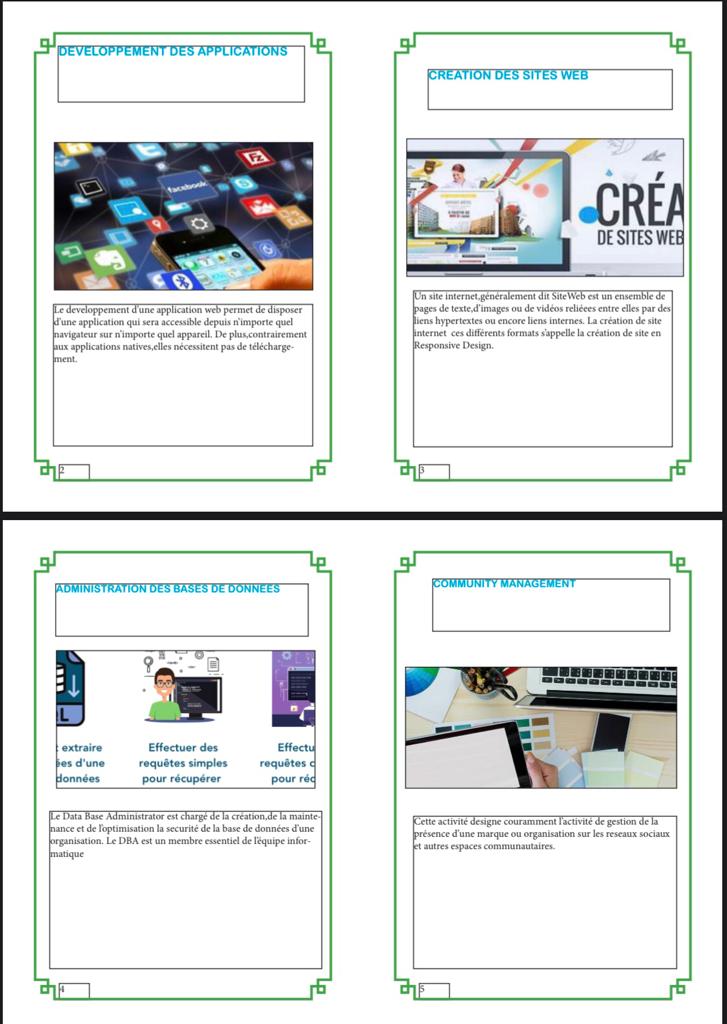 DEVELOPPEMENT DES APPLICATIONS
facebook
Le developpement d'une application web permet de disposer
d'une application qui sera accessible depuis n'importe quel
navigateur sur n'importe quel appareil. De plus,contrairement
aux applications natives,elles nécessitent pas de télécharge-
ment.
2
CREATION DES SITES WEB
CRÉA
DE SITES WEB
Un site internet,généralement dit SiteWeb est un ensemble de
pages de texte,d'images ou de vidéos reliéees entre elles par des
liens hypertextes ou encore liens internes. La création de site
internet ces différents formats s'appelle la création de site en
Responsive Design.
3
ADMINISTRATION DES BASES DE DONNEES
L
extraire
ées d'une
données
Effectuer des
requêtes simples
pour récupérer
Effectu
requêtes c
pour réc
Le Data Base Administrator est chargé de la création,de la mainte-
nance et de l'optimisation la securité de la base de données d'une
organisation. Le DBA est un membre essentiel de l'équipe infor-
matique
4
COMMUNITY MANAGEMENT
Cette activité designe couramment l'activité de gestion de la
présence d'une marque ou organisation sur les reseaux sociaux
et autres espaces communautaires.
5